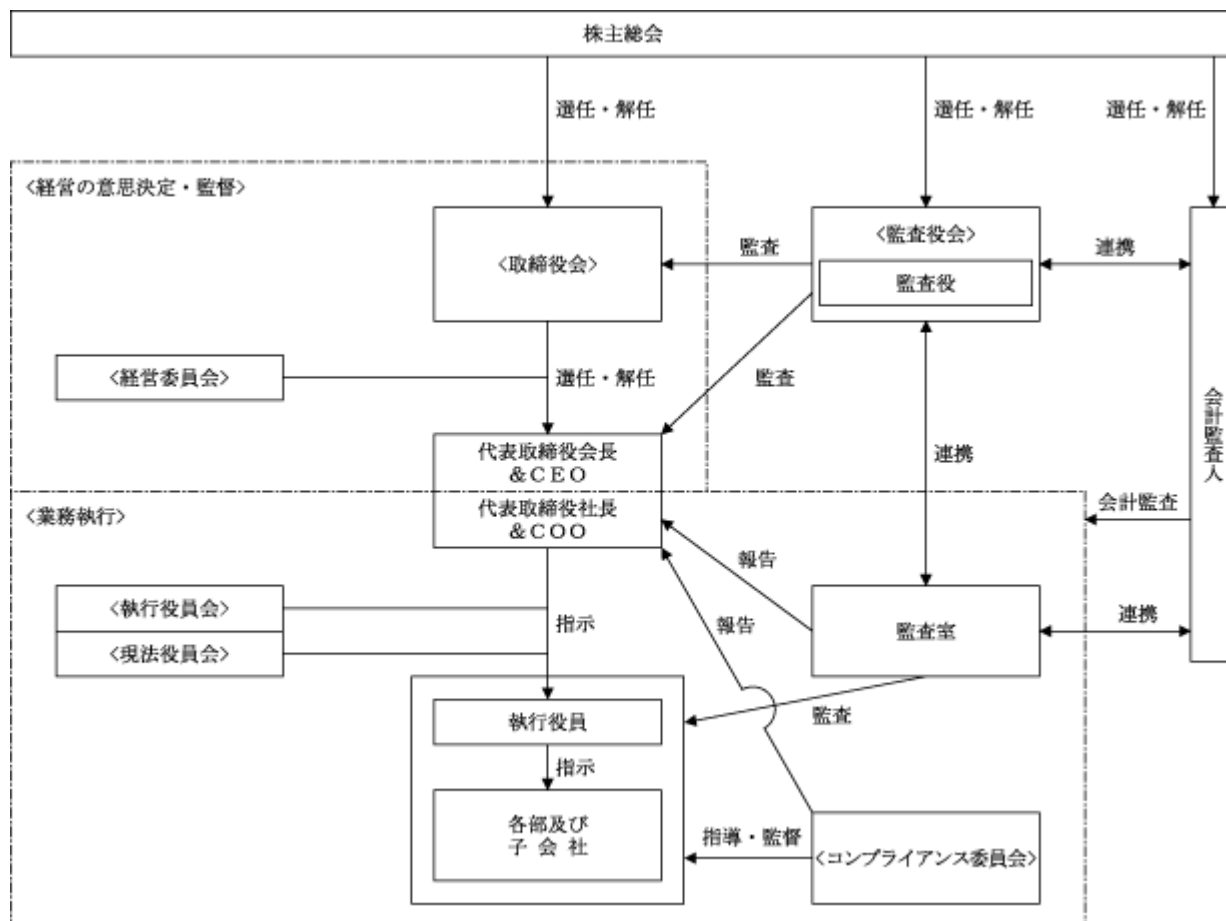 株主総会
選任・解任
選任・解任
選任・解任
<経営の意思決定・監督>
<取締役会>
監査
<監査役会>
監査役
連携
<経営委員会>
選任・解任
監査
会計監査人
代表取締役会長
&CEO
連携
<業務執行>
代表取締役社長
&COO
会計監査
報告
<執行役員会>
指示
報告
監査室
連携
<現法役員会>
執行役員
監査
指示
各部及び
子会社
指導・監督
<コンプライアンス委員会>